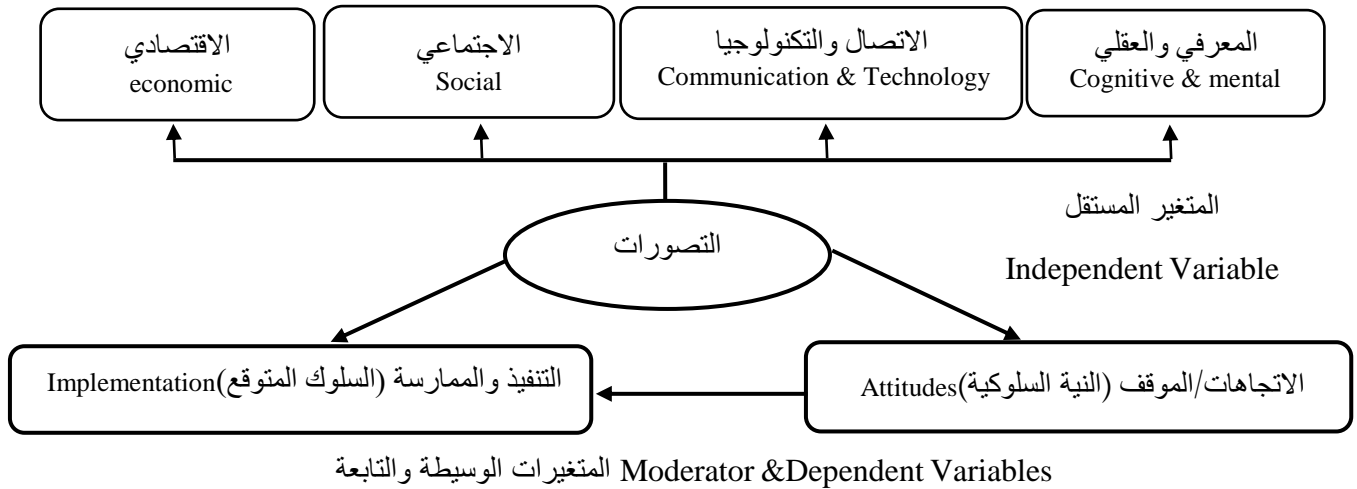 المعرفي والعقلي
Cognitive & mental
الاتصال والتكنولوجيا
Communication & Technology
الاجتماعي
Social
الاقتصادي
economic
المتغير المستقل
Independent Variable
التصورات
الاتجاهات/الموقف (النية السلوكية)Attitudes
التنفيذ والممارسة (السلوك المتوقع)Implementation
المتغيرات الوسيطة والتابعة Moderator &Dependent Variables